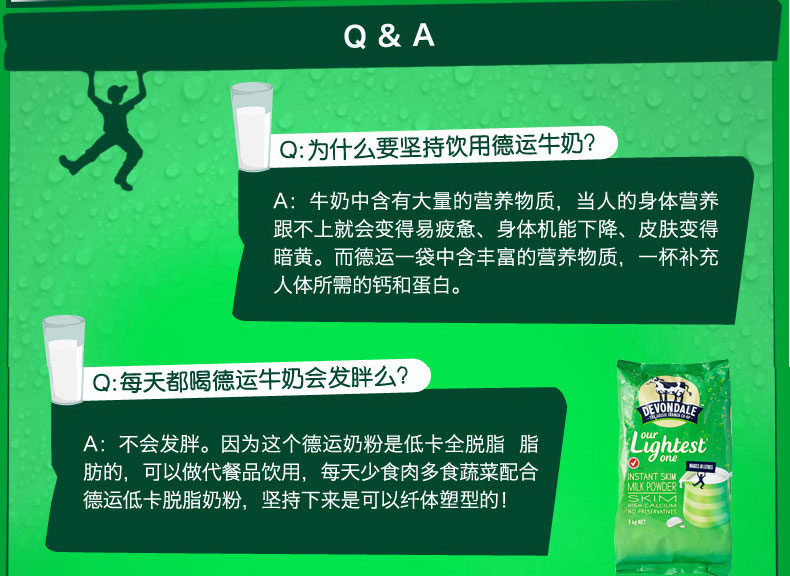 Q & A
Q:为什么要坚持饮用德运牛奶?
A：牛奶中含有大量的营养物质，当人的身体营养
跟不上就会变得易疲惫、身体机能下降、皮肤变得
暗黄。而德运一袋中含丰富的营养物质，一杯补充
人体所需的钙和蛋白。
Q:每天都喝德运牛奶会发胖么?
A：不会发胖。因为这个德运奶粉是低卡全脱脂 脂
肪的，可以做代餐品饮用，每天少食肉多食蔬菜配合
德运低卡脱脂奶粉，坚持下来是可以纤体塑型的！
DEVONDALE
our
Lightest
one
MAKES 10 LITRES
INSTANT SKIM
MILK POWDER
SKIM
HIGH CALCIUM
NO PRESERVATIVES
1 kg NET